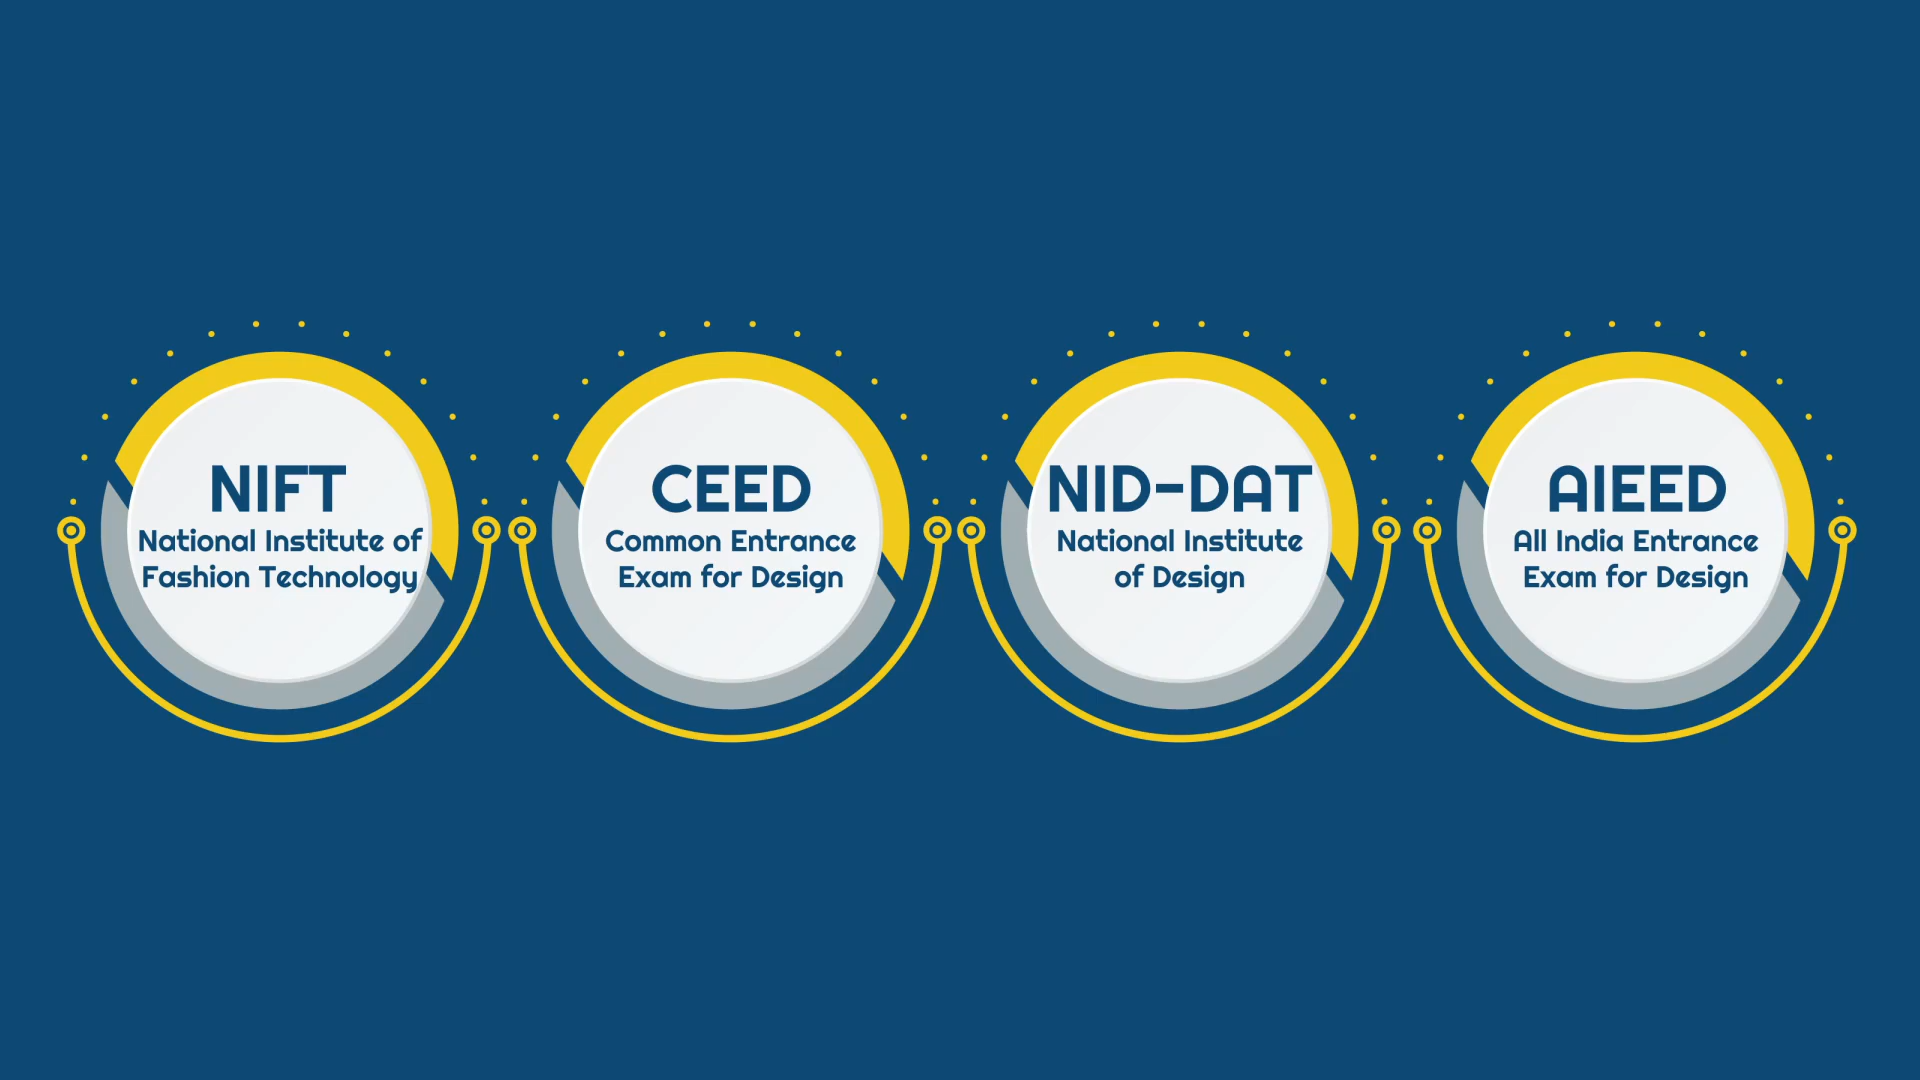 NIFT
National Institute of
Fashion Technology
CEED
Common Entrance
Exam for Design
NID-DAT
National Institute
of Design
AIEED
All India Entrance
Exam for Design